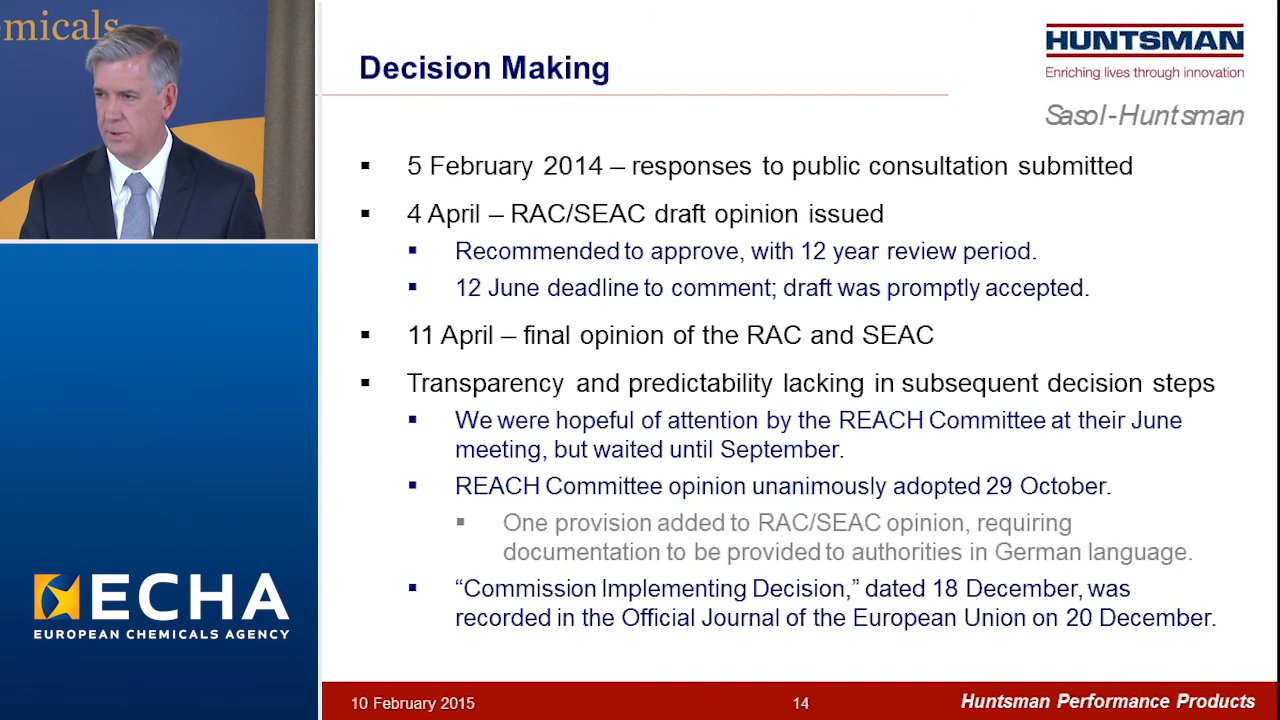 emicals
Decision Making
HUNTSMAN
Enriching lives through innovation
Sasol-Huntsman
▪ 5 February 2014 – responses to public consultation submitted
▪ 4 April – RAC/SEAC draft opinion issued
▪ Recommended to approve, with 12 year review period.
▪ 12 June deadline to comment; draft was promptly accepted.
▪ 11 April – final opinion of the RAC and SEAC
▪ Transparency and predictability lacking in subsequent decision steps
▪ We were hopeful of attention by the REACH Committee at their June
meeting, but waited until September.
▪ REACH Committee opinion unanimously adopted 29 October.
▪ One provision added to RAC/SEAC opinion, requiring
documentation to be provided to authorities in German language.
▪ “Commission Implementing Decision,” dated 18 December, was
recorded in the Official Journal of the European Union on 20 December.
ECHA
EUROPEAN CHEMICALS AGENCY
10 February 2015
14
Huntsman Performance Products